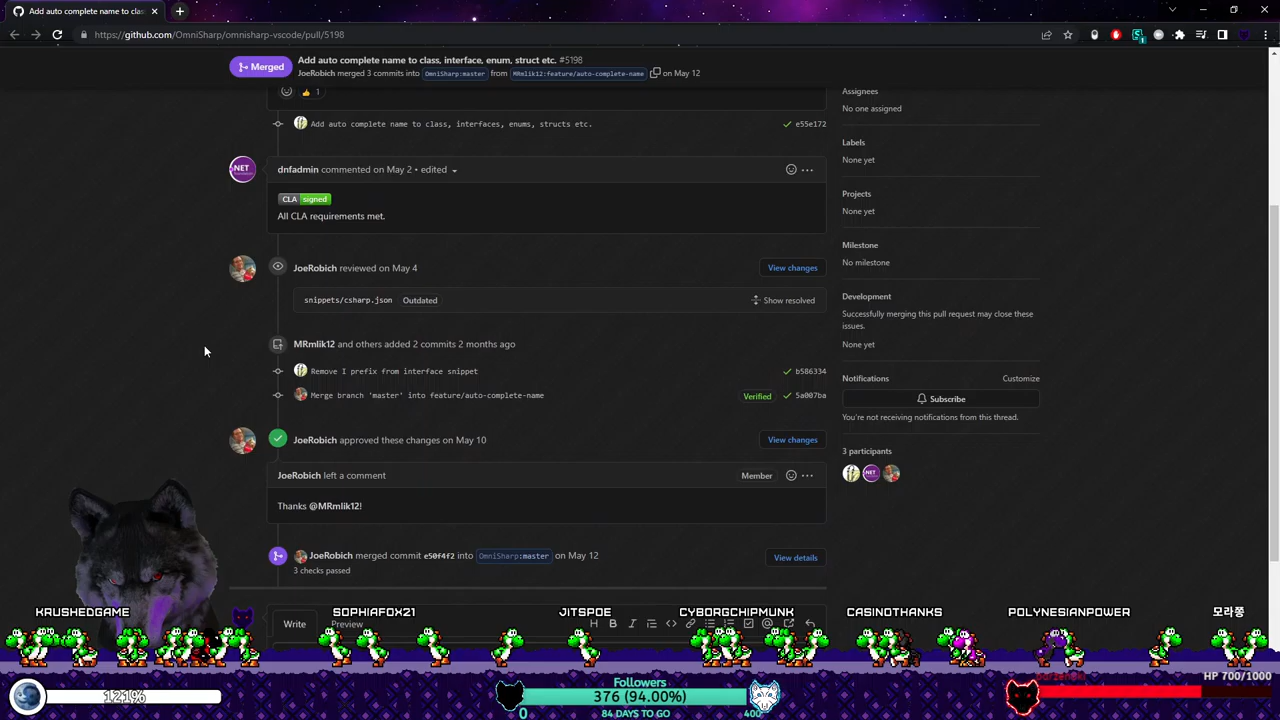 Add auto complete name to clas
https://github.com/OmniSharp/omnisharp-vscode/pull/5198
Merged
Add auto complete name to class, interface, enum, struct etc. #5198
JoeRobich merged 3 commits into OmniSharp:master from MRmlik12:feature/auto-complete-name on May 12
1
Add auto complete name to class, interfaces, enums, structs etc.
e55e172
.NET
dnfadmin commented on May 2 • edited
CLA signed
All CLA requirements met.
JoeRobich reviewed on May 4
View changes
snippets/csharp.json Outdated
Show resolved
MRmlik12 and others added 2 commits 2 months ago
Remove I prefix from interface snippet
b586334
Merge branch 'master' into feature/auto-complete-name
Verified
5a007ba
JoeRobich approved these changes on May 10
View changes
JoeRobich left a comment
Member
Thanks @MRmlik12!
JoeRobich merged commit e50f4f2 into OmniSharp:master on May 12
View details
3 checks passed
Write
Preview
Assignees
No one assigned
Labels
None yet
Projects
None yet
Milestone
No milestone
Development
Successfully merging this pull request may close these
issues.
None yet
Notifications
Customize
Subscribe
You're not receiving notifications from this thread.
3 participants
KRUSHEDGAME
SOPHIAFOX21
JITSPOE
CYBORGCHIPMUNK
CASINOTHANKS
POLYNESIANPOWER
모라쫑
121%
Followers
376 (94.00%)
0
84 DAYS TO GO
400
HP 700/1000